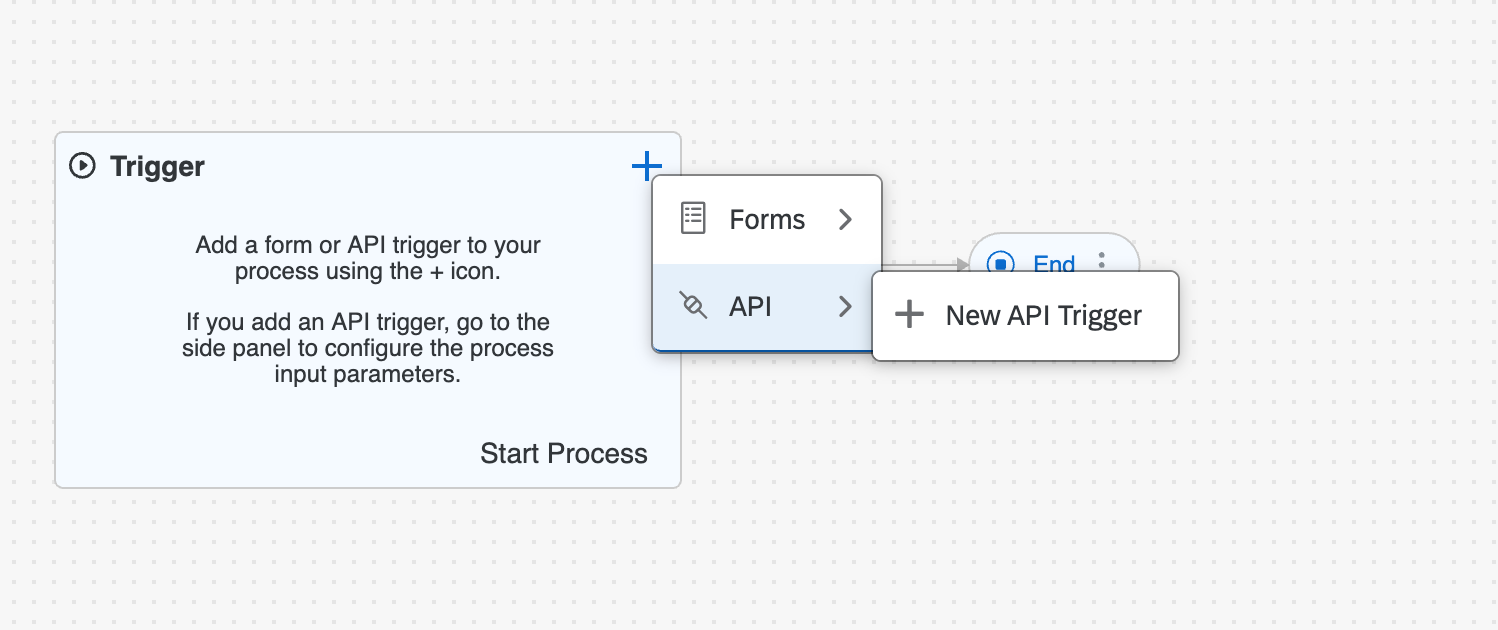 Trigger
Add a form or API trigger to your
process using the + icon.
If you add an API trigger, go to the
side panel to configure the process
input parameters.
Start Process
Forms
API
New API Trigger
End